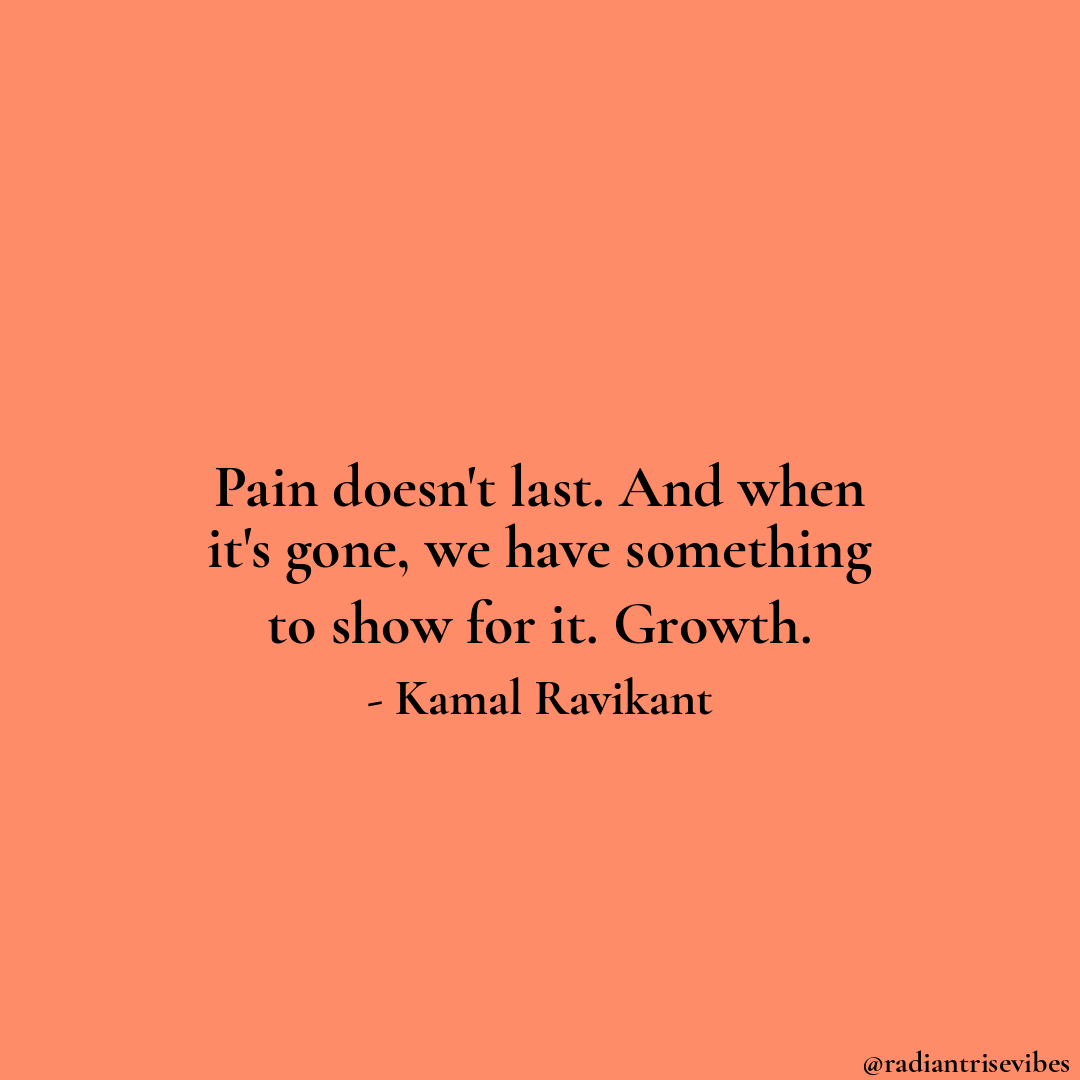 Pain doesn't last. And when
it's gone, we have something
to show for it. Growth.
- Kamal Ravikant
@radiantrisevibes